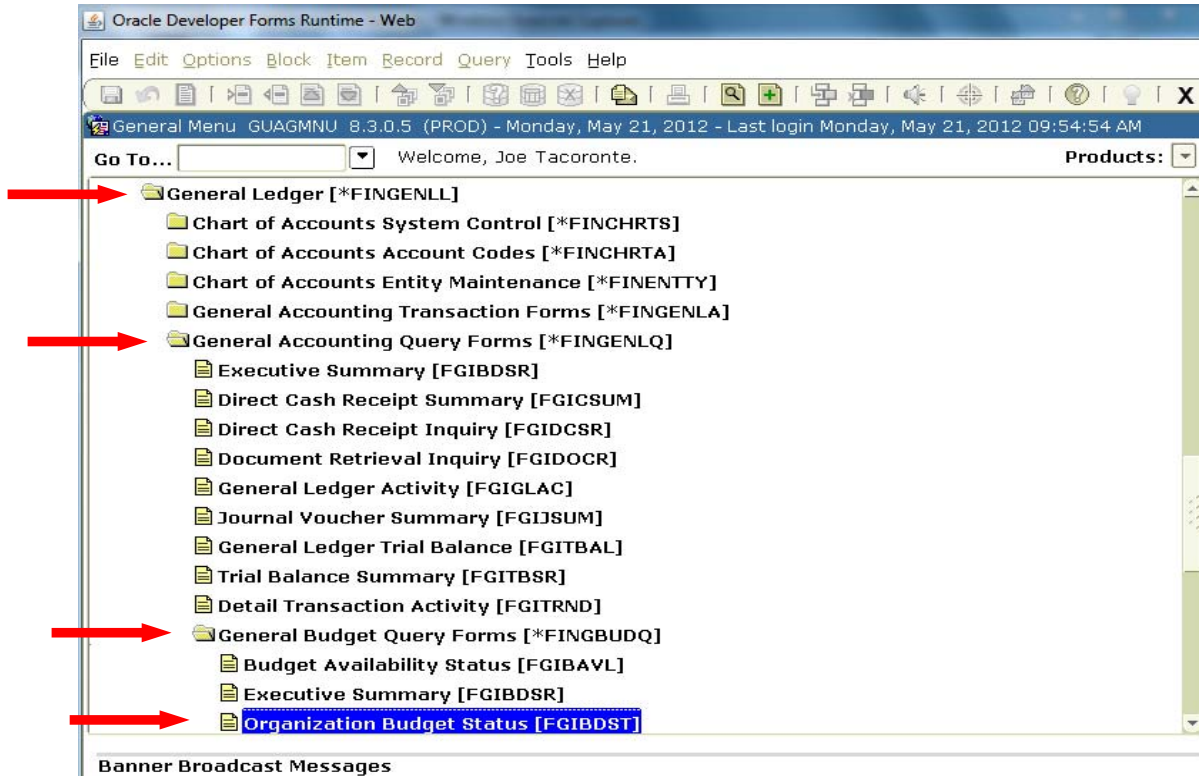 Oracle Developer Forms Runtime - Web
File Edit Options Block Item Record Query Tools Help
X
General Menu GUAGMNU 8.3.0.5 (PROD) - Monday, May 21, 2012 - Last login Monday, May 21, 2012 09:54:54 AM
Go To... Welcome, Joe Tacoronte. Products:
General Ledger [*FINGENLL]
Chart of Accounts System Control [*FINCHRTS]
Chart of Accounts Account Codes [*FINCHRTA]
Chart of Accounts Entity Maintenance [*FINENTTY]
General Accounting Transaction Forms [*FINGENLA]
General Accounting Query Forms [*FINGENLQ]
Executive Summary [FGIBDSR]
Direct Cash Receipt Summary [FGICSUM]
Direct Cash Receipt Inquiry [FGIDCSR]
Document Retrieval Inquiry [FGIDOCR]
General Ledger Activity [FGIGLAC]
Journal Voucher Summary [FGIJSUM]
General Ledger Trial Balance [FGITBAL]
Trial Balance Summary [FGITBSR]
Detail Transaction Activity [FGITRND]
General Budget Query Forms [*FINGBUDQ]
Budget Availability Status [FGIBAVL]
Executive Summary [FGIBDSR]
Organization Budget Status [FGIBDST]
Banner Broadcast Messages